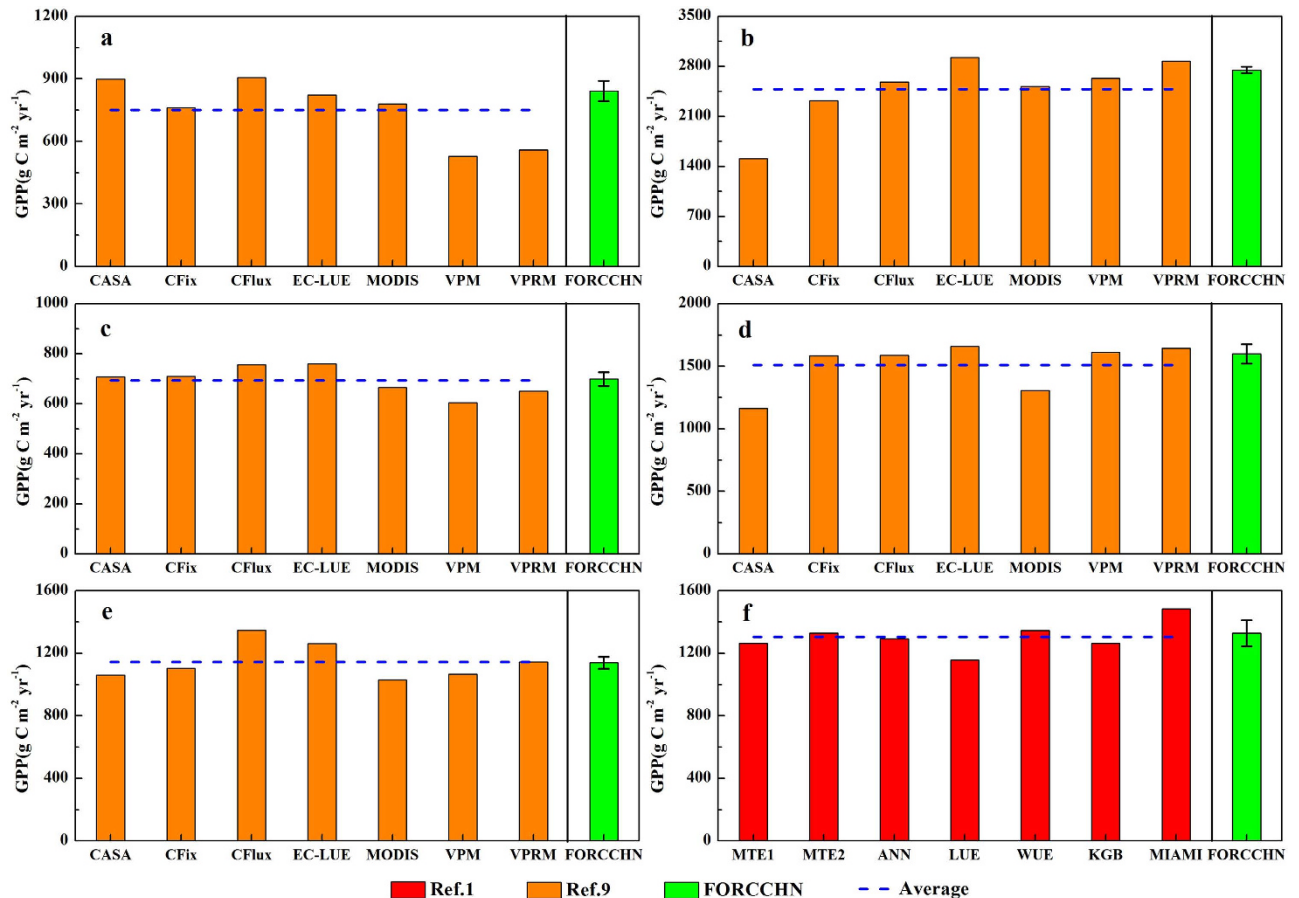 a
GPP(g C m⁻² yr⁻¹)
1200
900
600
300
0
CASA CFix CFlux EC-LUE MODIS VPM VPRM FORCCHN
b
GPP(g C m⁻² yr⁻¹)
3500
2800
2100
1400
700
0
CASA CFix CFlux EC-LUE MODIS VPM VPRM FORCCHN
c
GPP(g C m⁻² yr⁻¹)
1000
800
600
400
200
0
CASA CFix CFlux EC-LUE MODIS VPM VPRM FORCCHN
d
GPP(g C m⁻² yr⁻¹)
2000
1500
1000
500
0
CASA CFix CFlux EC-LUE MODIS VPM VPRM FORCCHN
e
GPP(g C m⁻² yr⁻¹)
1600
1200
800
400
0
CASA CFix CFlux EC-LUE MODIS VPM VPRM FORCCHN
f
GPP(g C m⁻² yr⁻¹)
1600
1200
800
400
0
MTE1 MTE2 ANN LUE WUE KGB MIAMI FORCCHN
Ref.1 Ref.9 FORCCHN Average